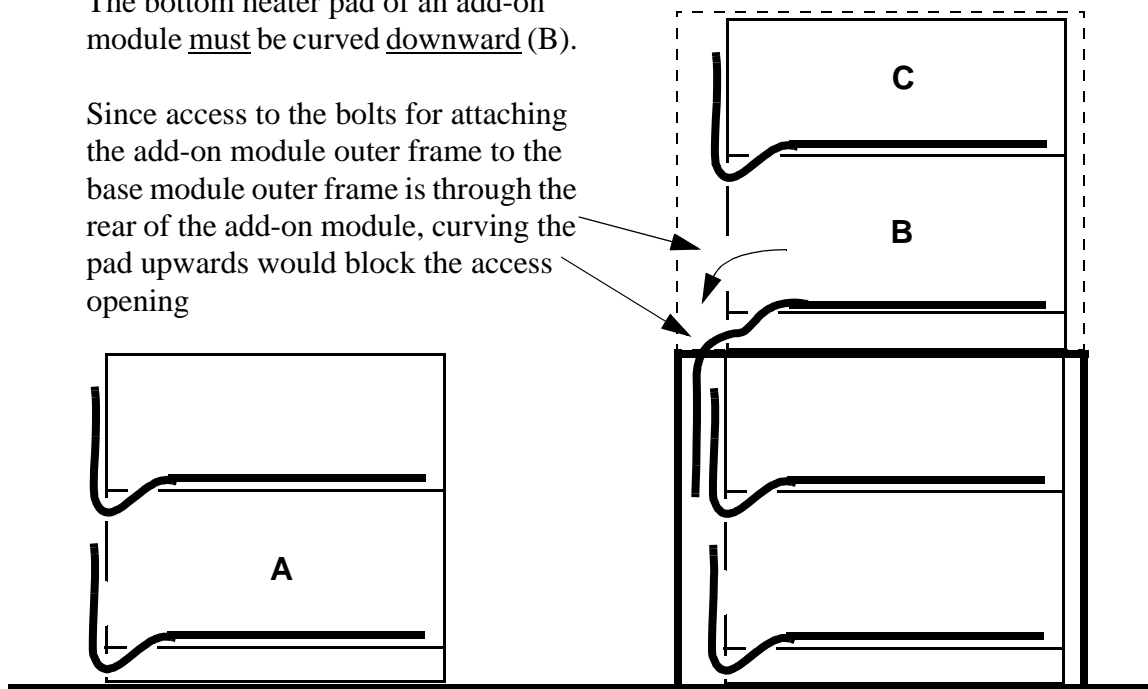 The bottom heater pad of an add-on
module must be curved downward (B).
Since access to the bolts for attaching
the add-on module outer frame to the
base module outer frame is through the
rear of the add-on module, curving the
pad upwards would block the access
opening
C
B
A